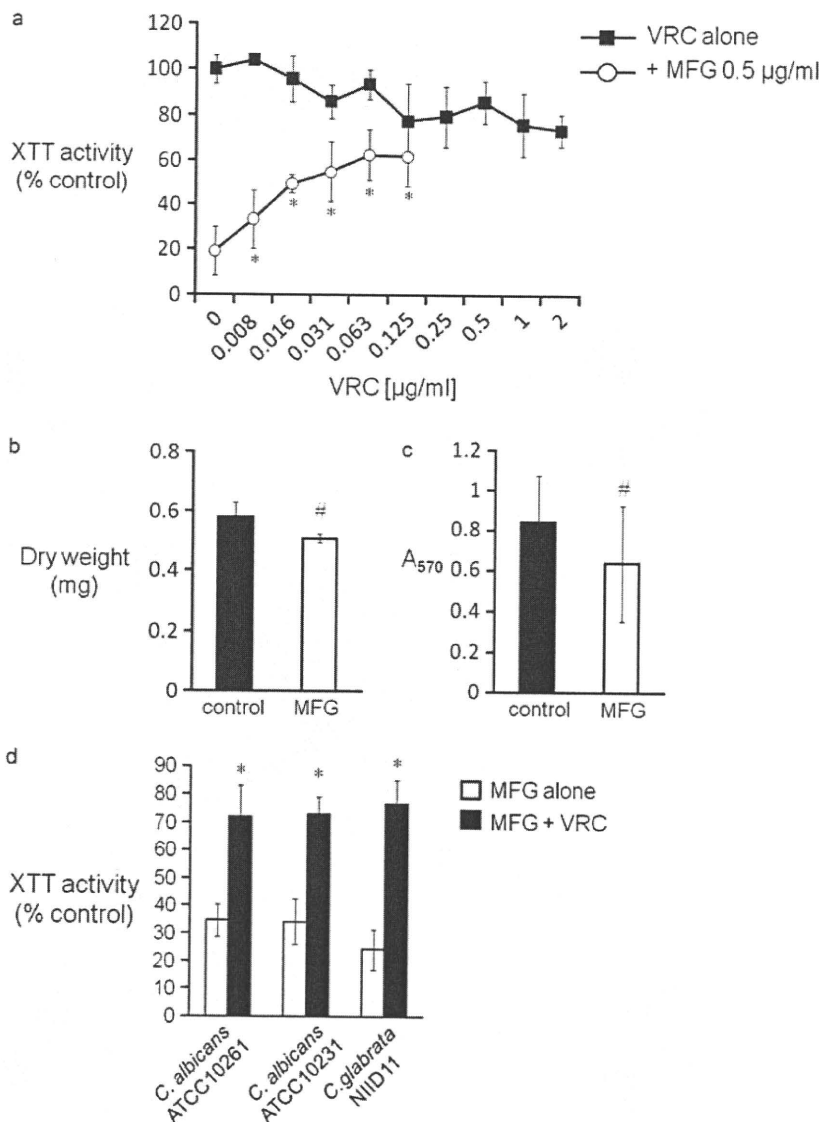 a
120
100
80
60
40
20
0
XTT activity
(% control)
VRC alone
+ MFG 0.5 µg/ml
* * * * *
0 0.008 0.016 0.031 0.063 0.125 0.25 0.5 1 2
VRC [µg/ml]
b
0.8
0.6
0.4
0.2
0
Dry weight
(mg)
#
control MFG
c
1.2
1
0.8
0.6
0.4
0.2
0
A570
#
control MFG
d
90
80
70
60
50
40
30
20
10
0
XTT activity
(% control)
* * *
MFG alone
MFG + VRC
C. albicans
ATCC10261
C. albicans
ATCC10231
C. glabrata
NIID11